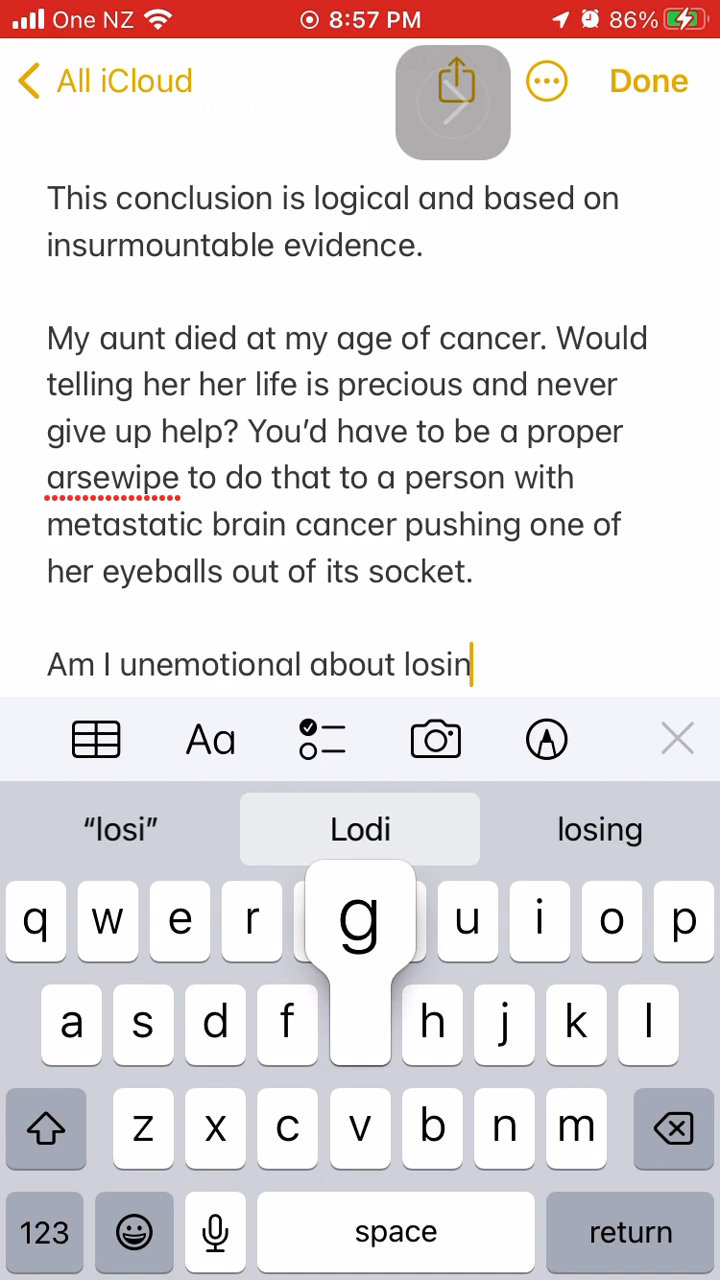 One NZ 8:57 PM 86%
All iCloud Done
This conclusion is logical and based on
insurmountable evidence.
My aunt died at my age of cancer. Would
telling her her life is precious and never
give up help? You'd have to be a proper
arsewipe to do that to a person with
metastatic brain cancer pushing one of
her eyeballs out of its socket.
Am I unemotional about losin
Aa
“losi” Lodi losing
q w e r g u i o p
a s d f h j k l
z x c v b n m
123 space return